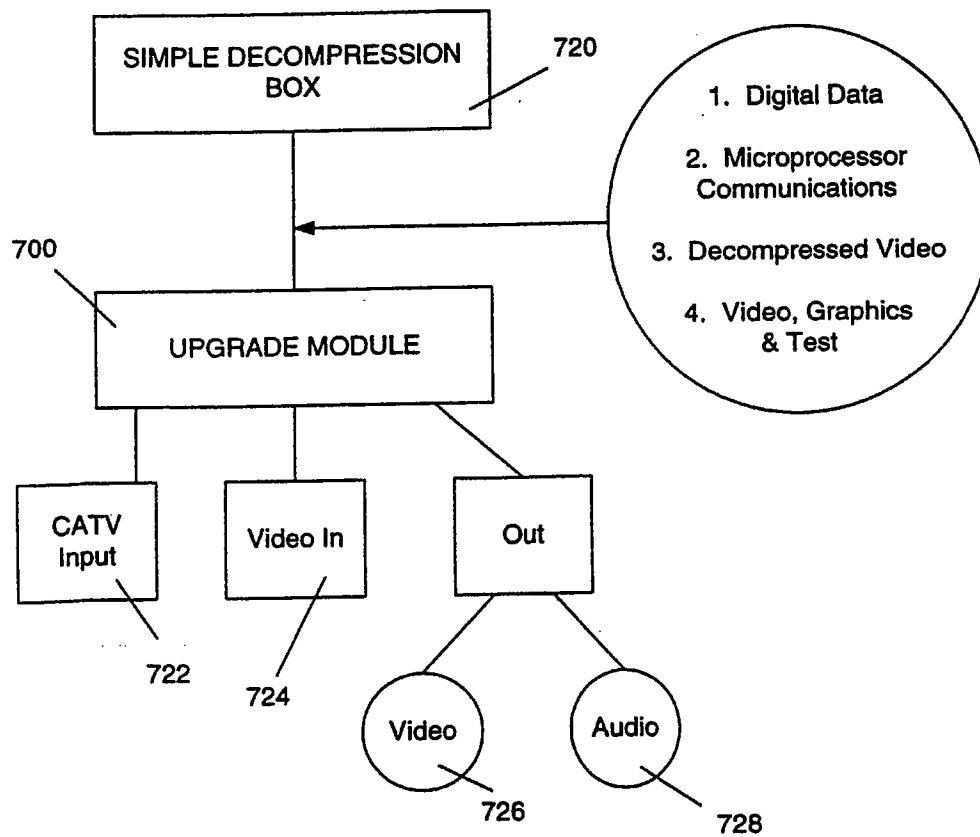 SIMPLE DECOMPRESSION
BOX
720
1. Digital Data
2. Microprocessor
Communications
3. Decompressed Video
4. Video, Graphics
& Test
700
UPGRADE MODULE
CATV
Input
Video In
Out
722
724
Video
Audio
726
728